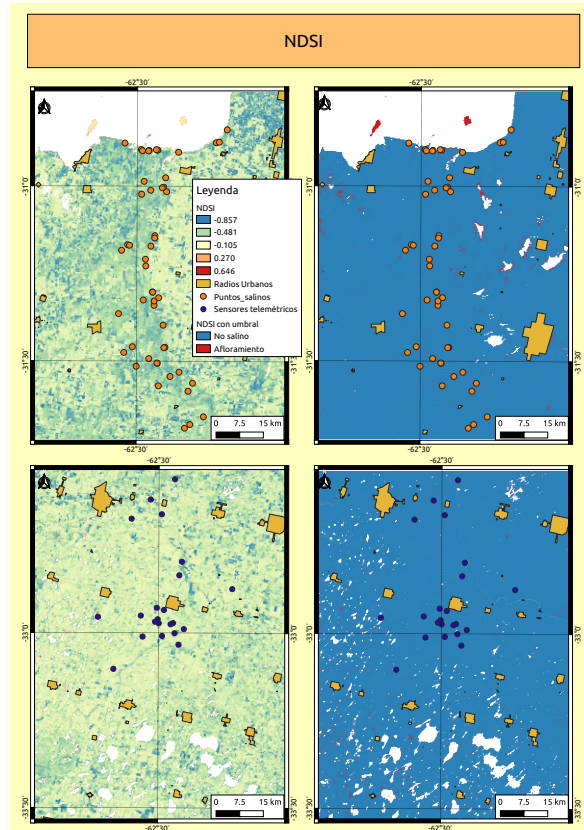 NDSI
-62°30'
-62°30'
-31°0'
-31°0'
Leyenda
NDSI
-0.857
-0.481
-0.105
0.270
0.646
Radios Urbanos
Puntos_salinos
Sensores telemétricos
NDSI con umbral
No salino
Afloramiento
-31°30'
-31°30'
0 7.5 15 km
0 7.5 15 km
-62°30'
-62°30'
-62°30'
-62°30'
-33°0'
-33°0'
0 7.5 15 km
0 7.5 15 km
-33°30'
-33°30'
-62°30'
-62°30'